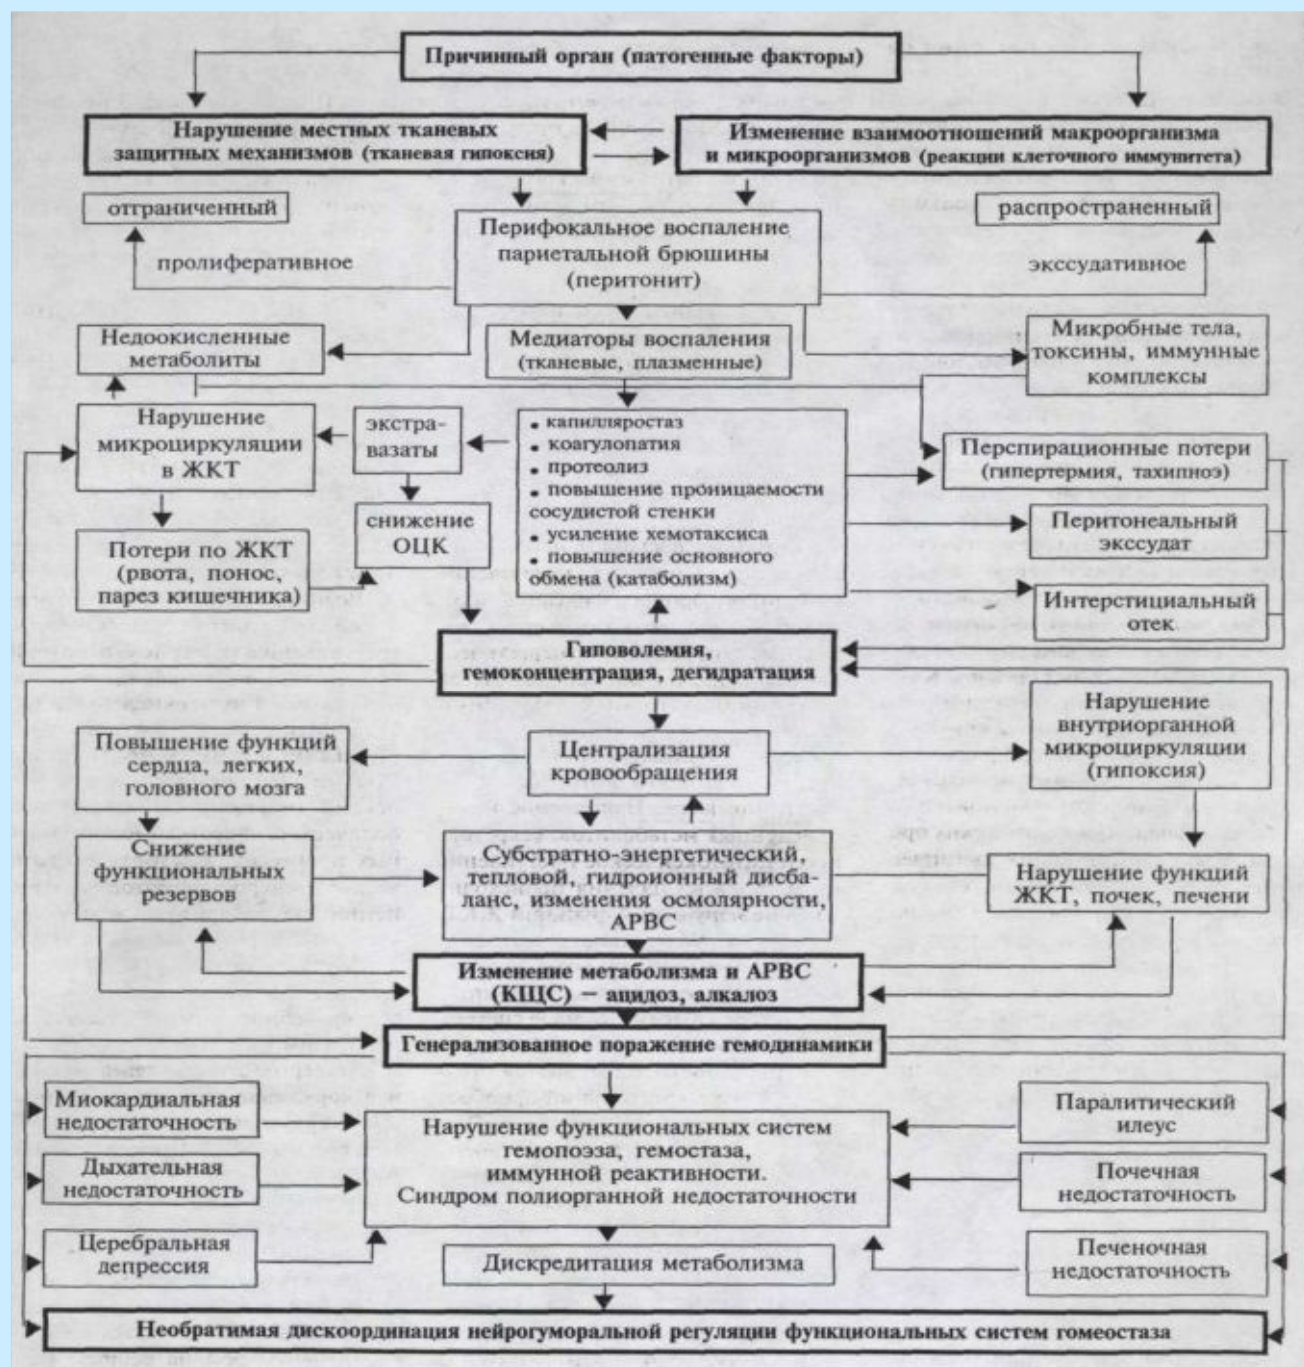 Причинный орган (патогенные факторы)
Нарушение местных тканевых
защитных механизмов (тканевая гипоксия)
Изменение взаимоотношений макроорганизма
и микроорганизмов (реакции клеточного иммунитета)
отграниченный
распространенный
Перифокальное воспаление
париетальной брюшины
(перитонит)
пролиферативное
экссудативное
Недоокисленные
метаболиты
Медиаторы воспаления
(тканевые, плазменные)
Микробные тела,
токсины, иммунные
комплексы
Нарушение
микроциркуляции
в ЖКТ
экстра-
вазаты
• капилляростаз
• коагулопатия
• протеолиз
• повышение проницаемости
сосудистой стенки
• усиление хемотаксиса
• повышение основного
обмена (катаболизм)
Перспирационные потери
(гипертермия, тахипноэ)
снижение
ОЦК
Перитонеальный
экссудат
Потери по ЖКТ
(рвота, понос,
парез кишечника)
Интерстициальный
отек
Гиповолемия,
гемоконцентрация, дегидратация
Повышение функций
сердца, легких,
головного мозга
Централизация
кровообращения
Нарушение
внутриорганной
микроциркуляции
(гипоксия)
Снижение
функциональных
резервов
Субстратно-энергетический,
тепловой, гидроионный дисба-
ланс, изменения осмолярности,
АРВС
Нарушение функций
ЖКТ, почек, печени
Изменение метаболизма и АРВС
(КЩС) — ацидоз, алкалоз
Генерализованное поражение гемодинамики
Миокардиальная
недостаточность
Нарушение функциональных систем
гемопоэза, гемостаза,
иммунной реактивности.
Синдром полиорганной недостаточности
Паралитический
илеус
Дыхательная
недостаточность
Почечная
недостаточность
Церебральная
депрессия
Дискредитация метаболизма
Печеночная
недостаточность
Необратимая дискоординация нейрогуморальной регуляции функциональных систем гомеостаза